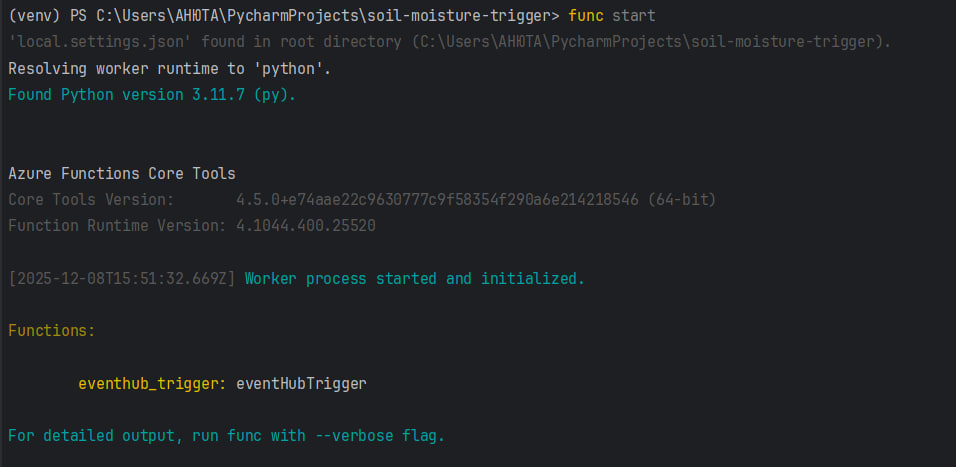 (venv) PS C:\Users\АНЮТА\PycharmProjects\soil-moisture-trigger> func start
'local.settings.json' found in root directory (C:\Users\АНЮТА\PycharmProjects\soil-moisture-trigger).
Resolving worker runtime to 'python'.
Found Python version 3.11.7 (py).
Azure Functions Core Tools
Core Tools Version:       4.5.0+e74aae22c9630777c9f58354f290a6e214218546 (64-bit)
Function Runtime Version: 4.1044.400.25520
[2025-12-08T15:51:32.669Z] Worker process started and initialized.
Functions:
eventhub_trigger: eventHubTrigger
For detailed output, run func with --verbose flag.